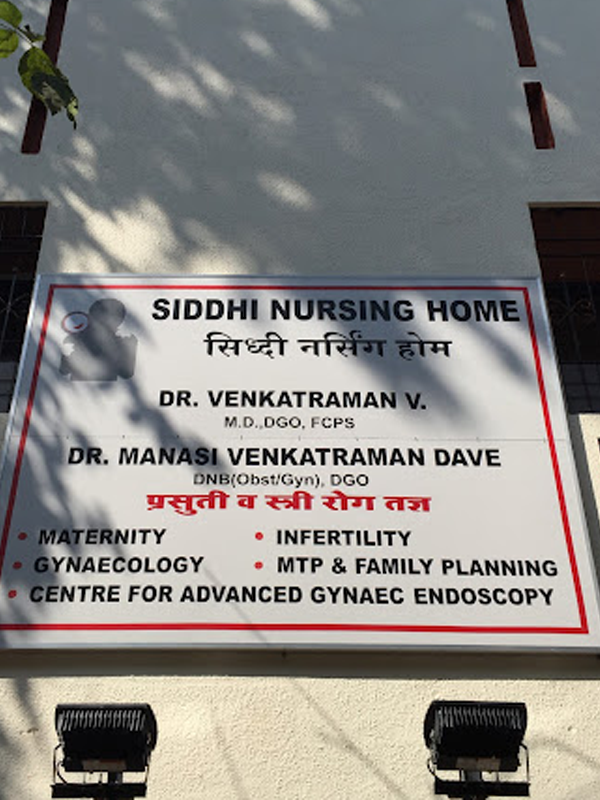 SIDDHI NURSING HOME
सिध्दी नर्सिंग होम
DR. VENKATRAMAN V.
M.D.,DGO, FCPS
DR. MANASI VENKATRAMAN DAVE
DNB(Obst/Gyn), DGO
प्रसुती व स्त्री रोग तज्ञ
• MATERNITY • INFERTILITY
• GYNAECOLOGY • MTP & FAMILY PLANNING
• CENTRE FOR ADVANCED GYNAEC ENDOSCOPY